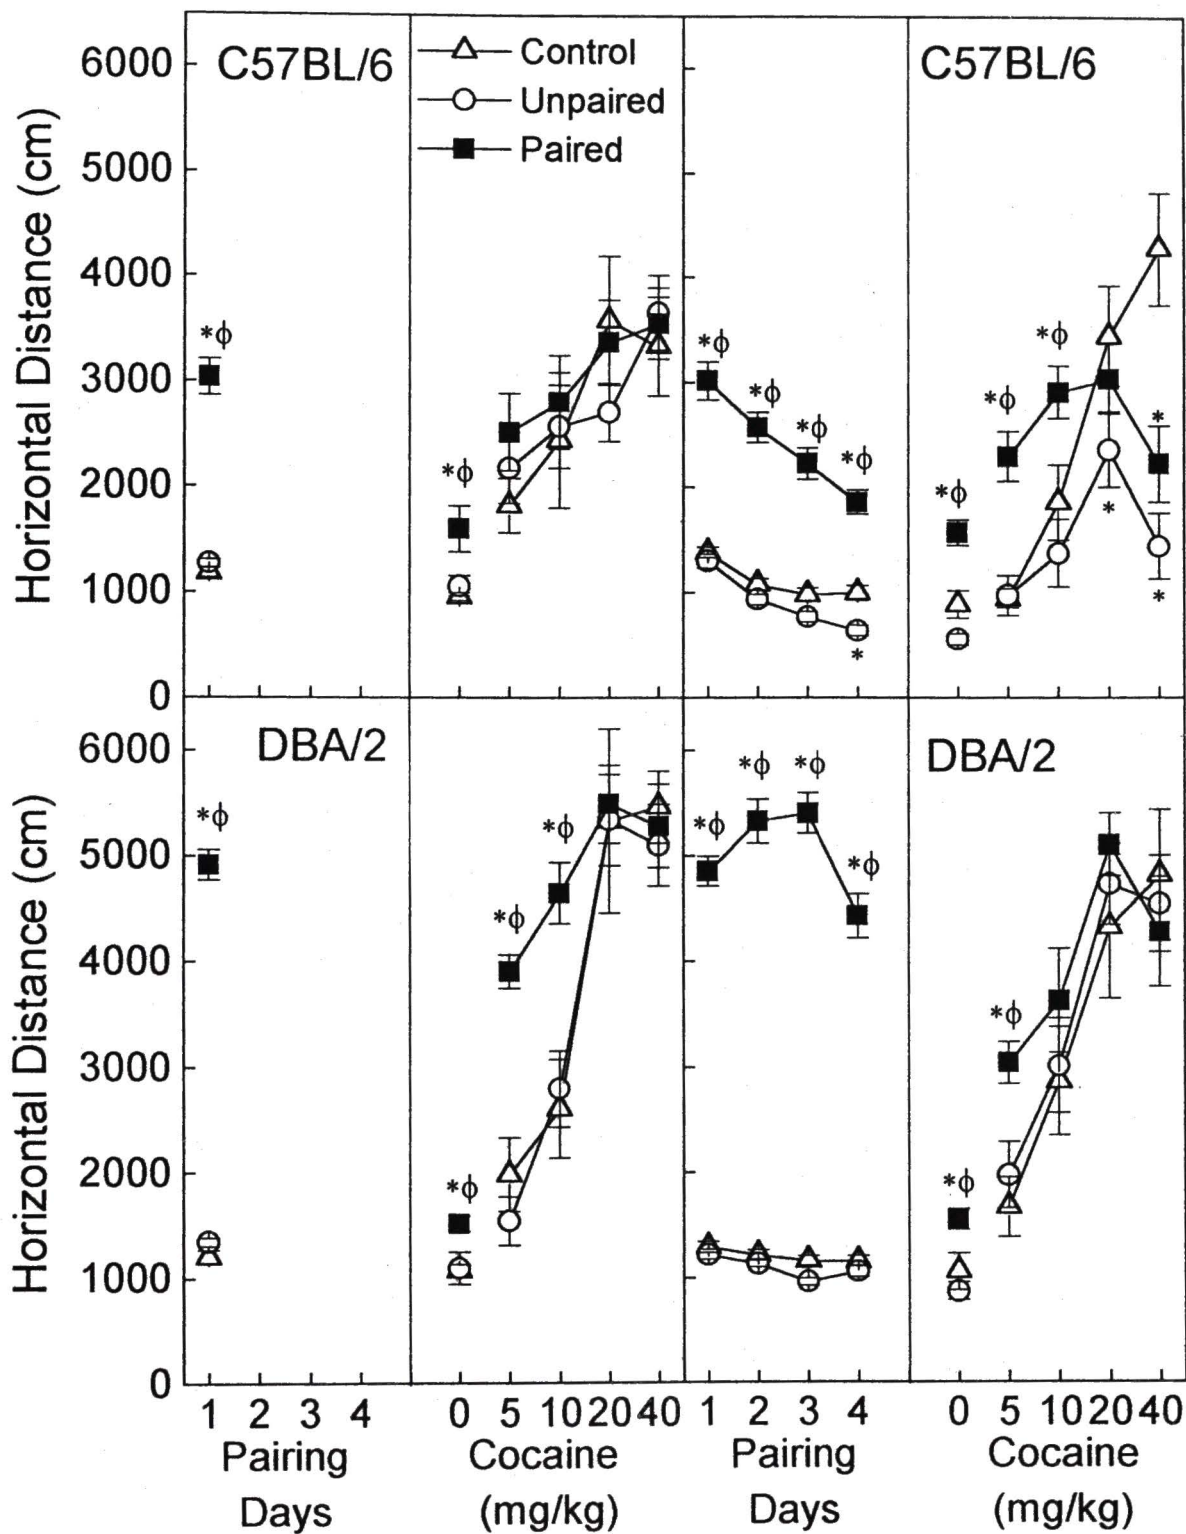 Horizontal Distance (cm)
6000
5000
4000
3000
2000
1000
0
C57BL/6
*ϕ
Control
Unpaired
Paired
*ϕ
*ϕ
*ϕ
*ϕ
*ϕ
*
C57BL/6
*ϕ
*ϕ
*ϕ
*
*
*
Horizontal Distance (cm)
6000
5000
4000
3000
2000
1000
0
DBA/2
*ϕ
*ϕ
*ϕ
*ϕ
*ϕ
*ϕ
*ϕ
*ϕ
DBA/2
*ϕ
*ϕ
1 2 3 4
Pairing
Days
0 5 10 20 40
Cocaine
(mg/kg)
1 2 3 4
Pairing
Days
0 5 10 20 40
Cocaine
(mg/kg)